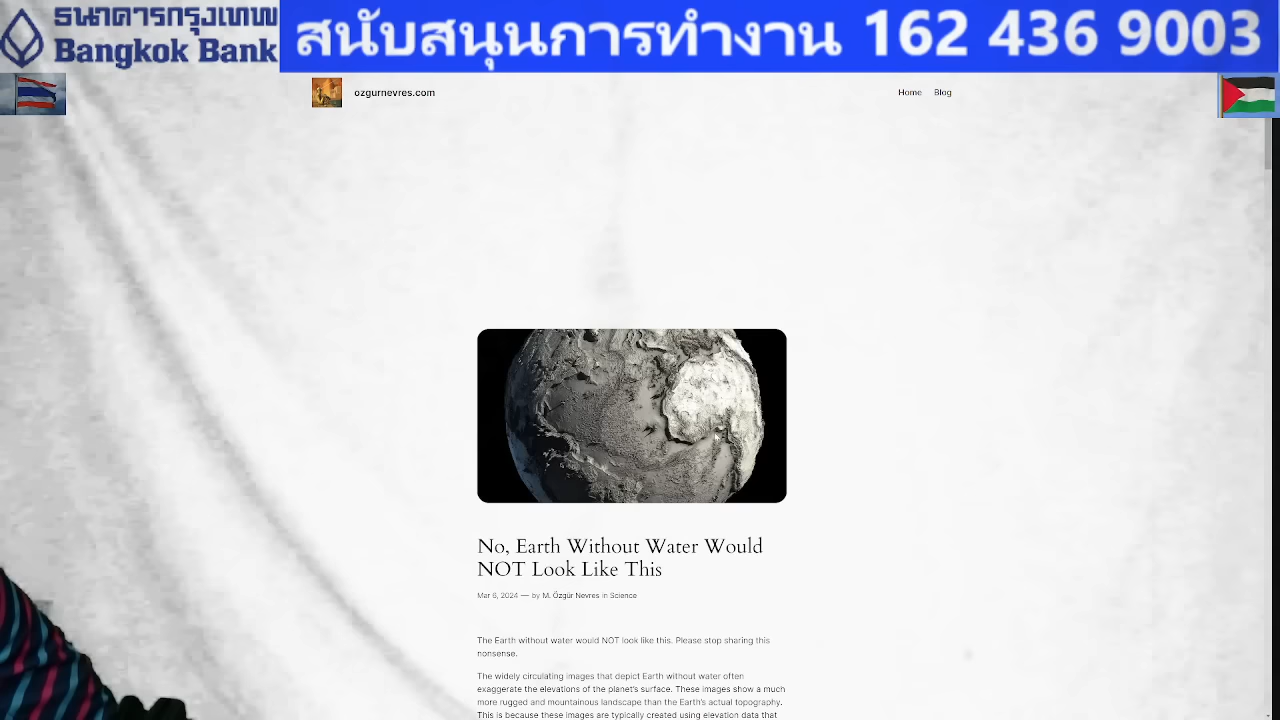 ธนาคารกรุงเทพ
Bangkok Bank
สนับสนุนการทำงาน 162 436 9003
ozgurnevres.com
Home Blog
No, Earth Without Water Would
NOT Look Like This
Mar 6, 2024 — by M. Özgür Nevres in Science
The Earth without water would NOT look like this. Please stop sharing this
nonsense.
The widely circulating images that depict Earth without water often
exaggerate the elevations of the planet's surface. These images show a much
more rugged and mountainous landscape than the Earth's actual topography.
This is because these images are typically created using elevation data that